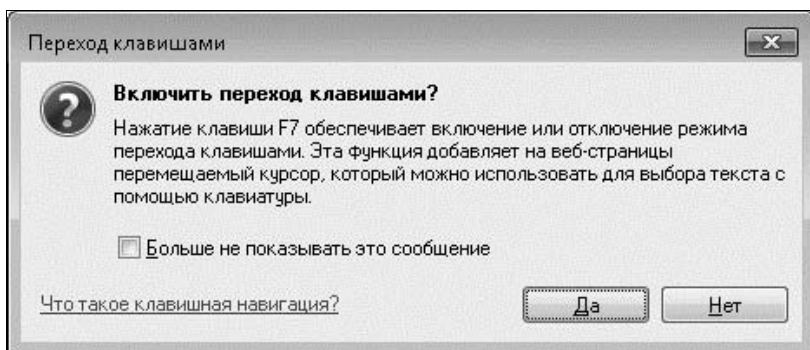 Переход клавишами
Включить переход клавишами?
Нажатие клавиши F7 обеспечивает включение или отключение режима
перехода клавишами. Эта функция добавляет на веб-страницы
перемещаемый курсор, который можно использовать для выбора текста с
помощью клавиатуры.
Больше не показывать это сообщение
Что такое клавишная навигация?
Да
Нет